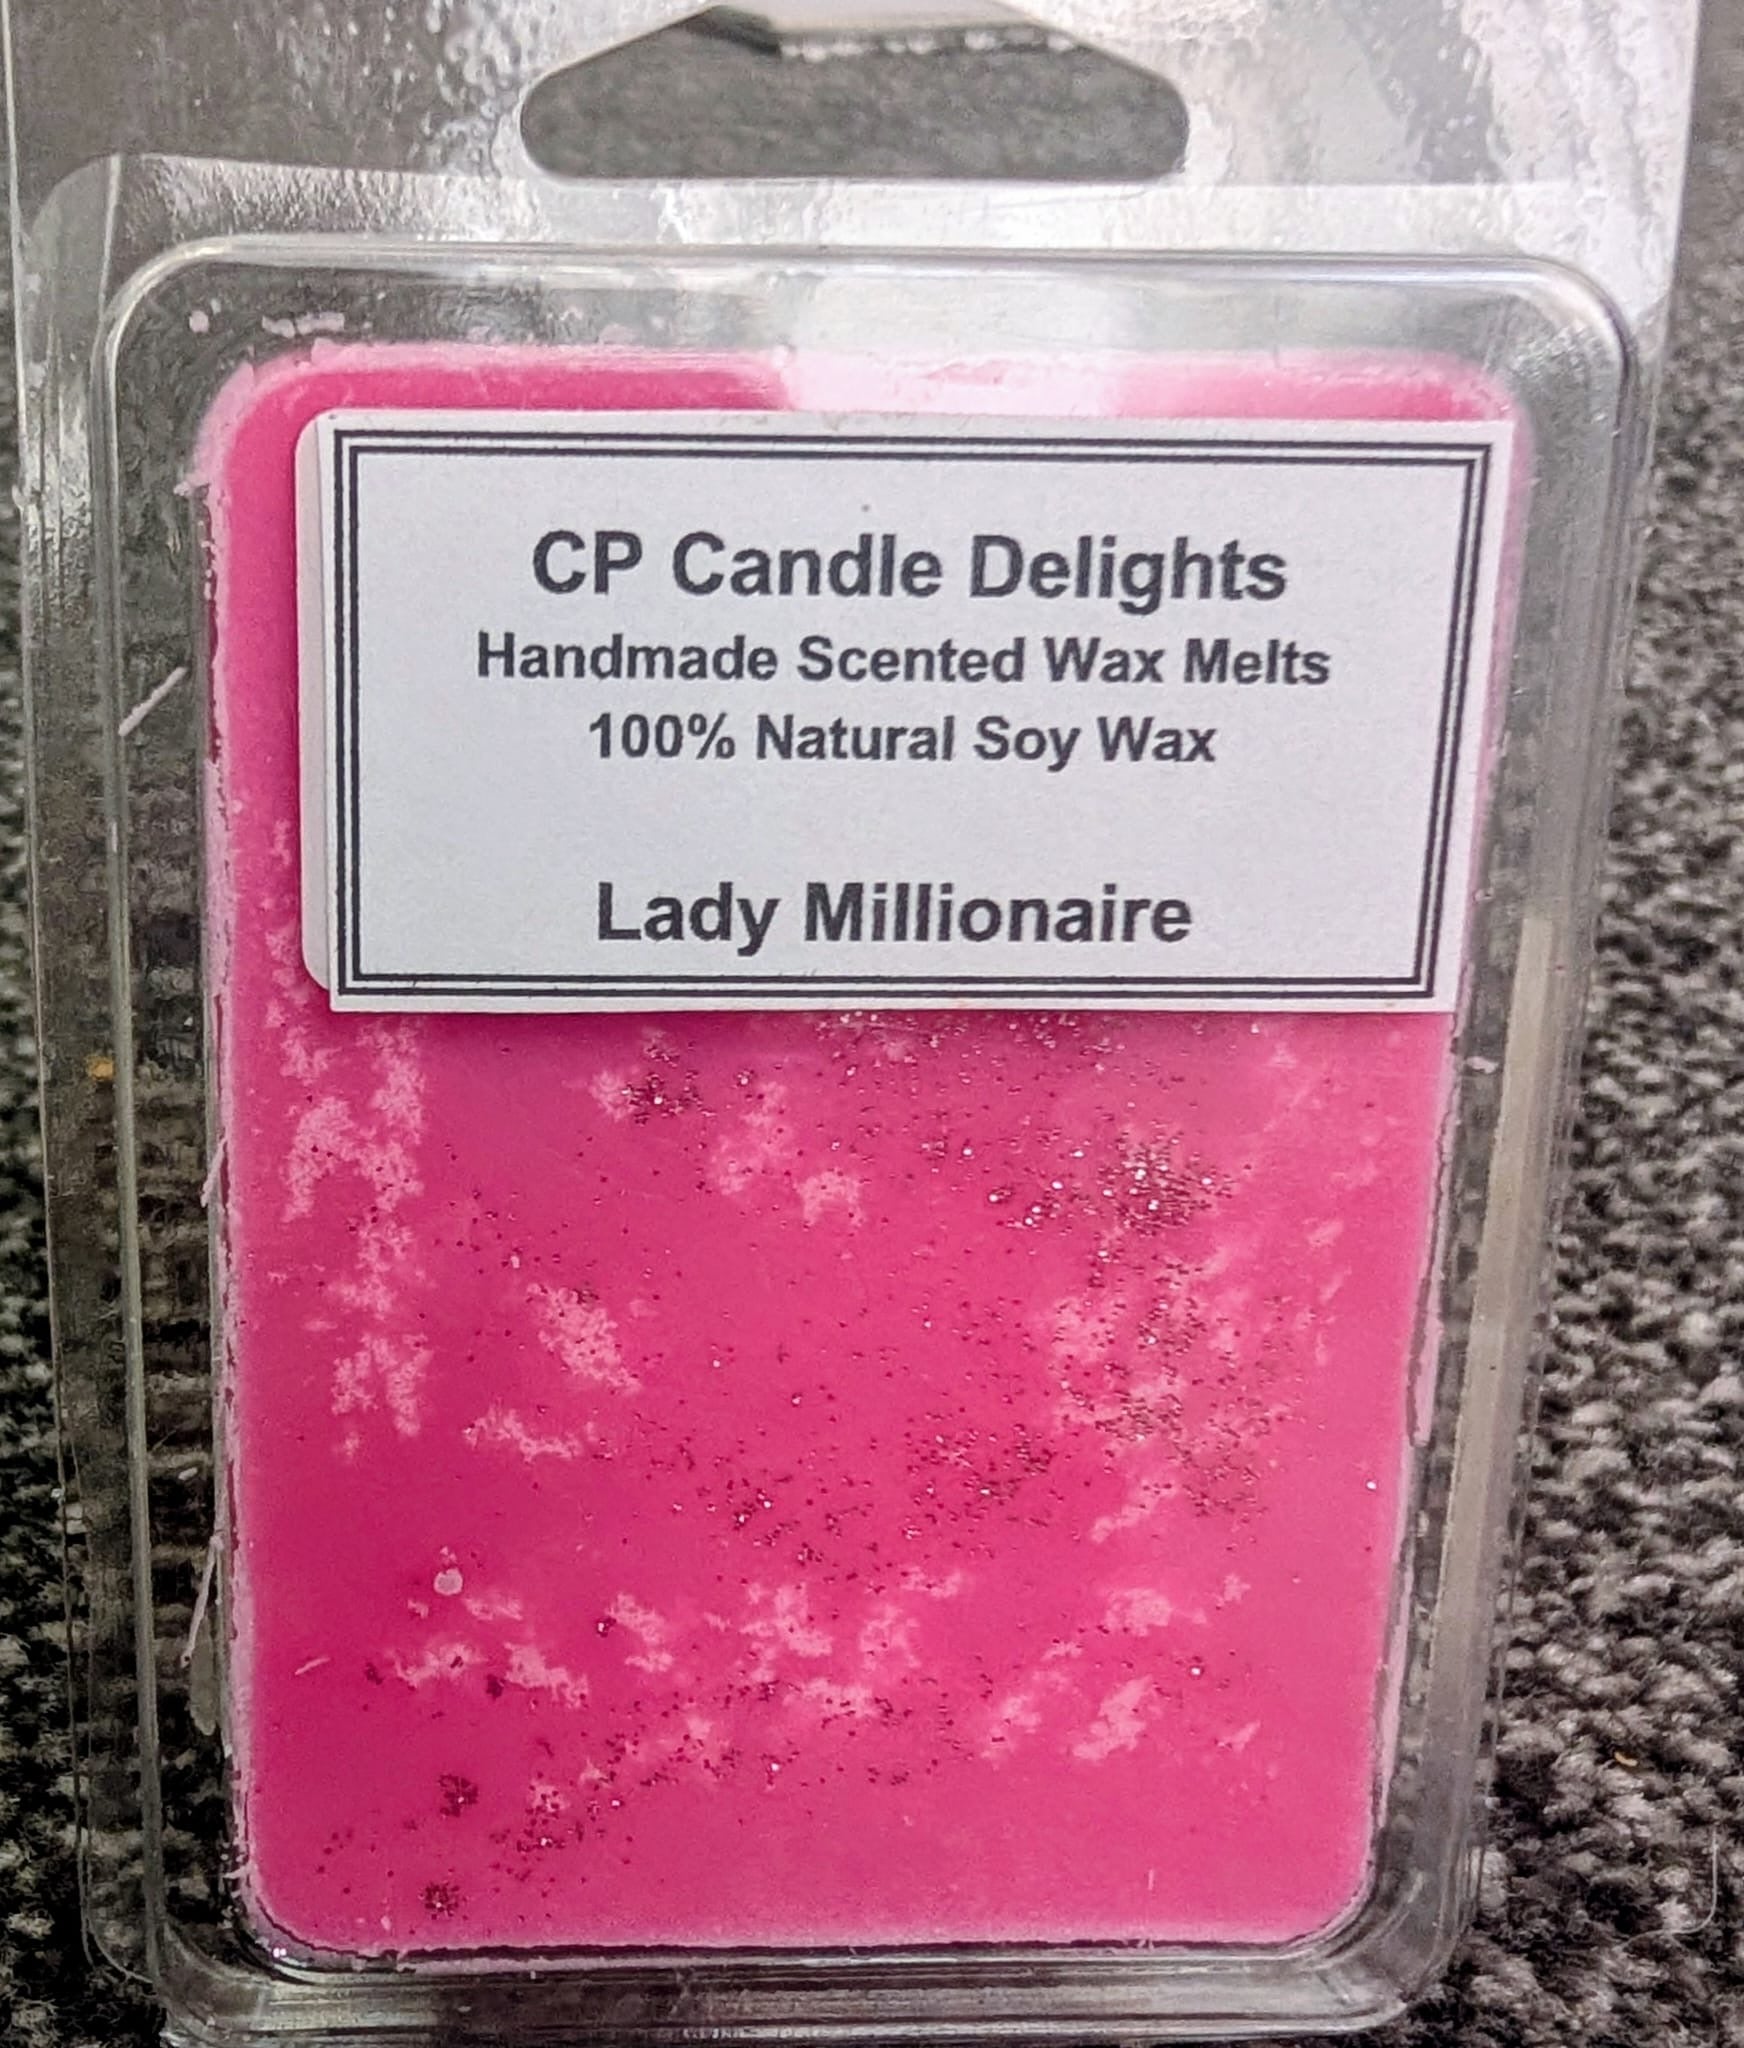 CP Candle Delights
Handmade Scented Wax Melts
100% Natural Soy Wax
Lady Millionaire